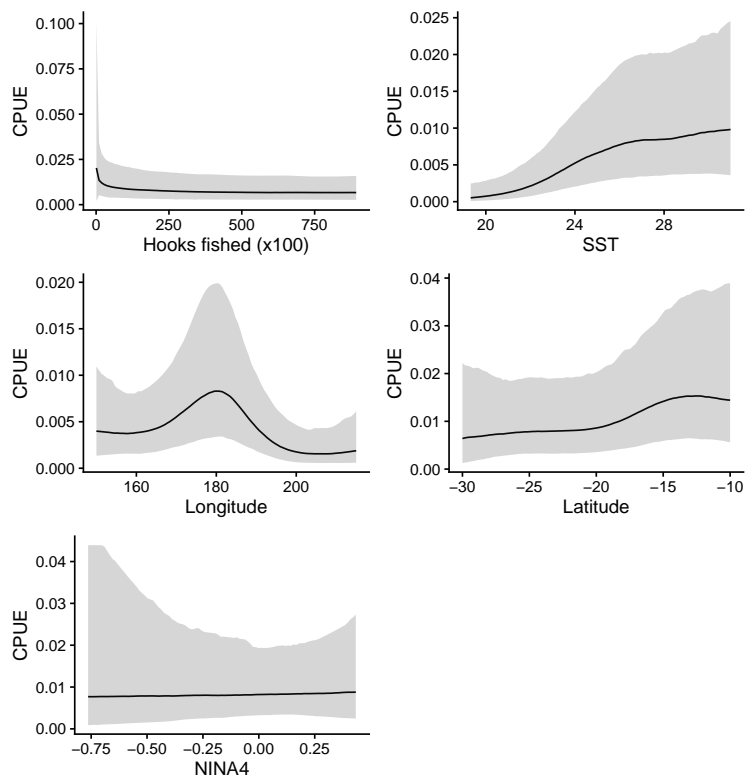 CPUE
0.100
0.075
0.050
0.025
0.000
0 250 500 750
Hooks fished (x100)
CPUE
0.025
0.020
0.015
0.010
0.005
0.000
20 24 28
SST
CPUE
0.020
0.015
0.010
0.005
0.000
160 180 200
Longitude
CPUE
0.04
0.03
0.02
0.01
0.00
−30 −25 −20 −15 −10
Latitude
CPUE
0.04
0.03
0.02
0.01
0.00
−0.75 −0.50 −0.25 0.00 0.25
NINA4